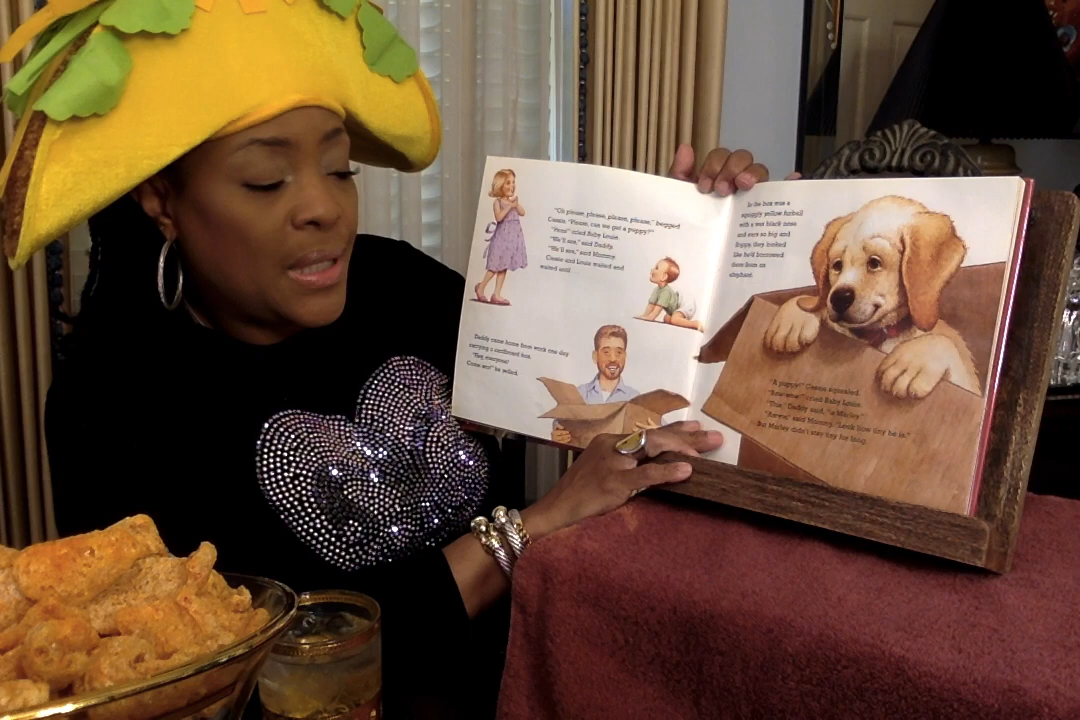 "Oh please, please, please, please," begged
Cassie. "Please, can we get a puppy?"
"Pees!" cried Baby Louie.
"We'll see," said Daddy.
"We'll see," said Mommy.
Cassie and Louie waited and
waited until . . .
Daddy came home from work one day
carrying a cardboard box.
"Hey, everyone!
Come see!" he yelled.
In the box was a
squiggly yellow furball
with a wet black nose
and ears so big and
floppy they looked
like he'd borrowed
them from an
elephant.
"A puppy!" Cassie squealed.
cried Baby Louie.
"This," Daddy said, "is Marley."
said Mommy. "Look how tiny he is."
But Marley didn't stay tiny for long.